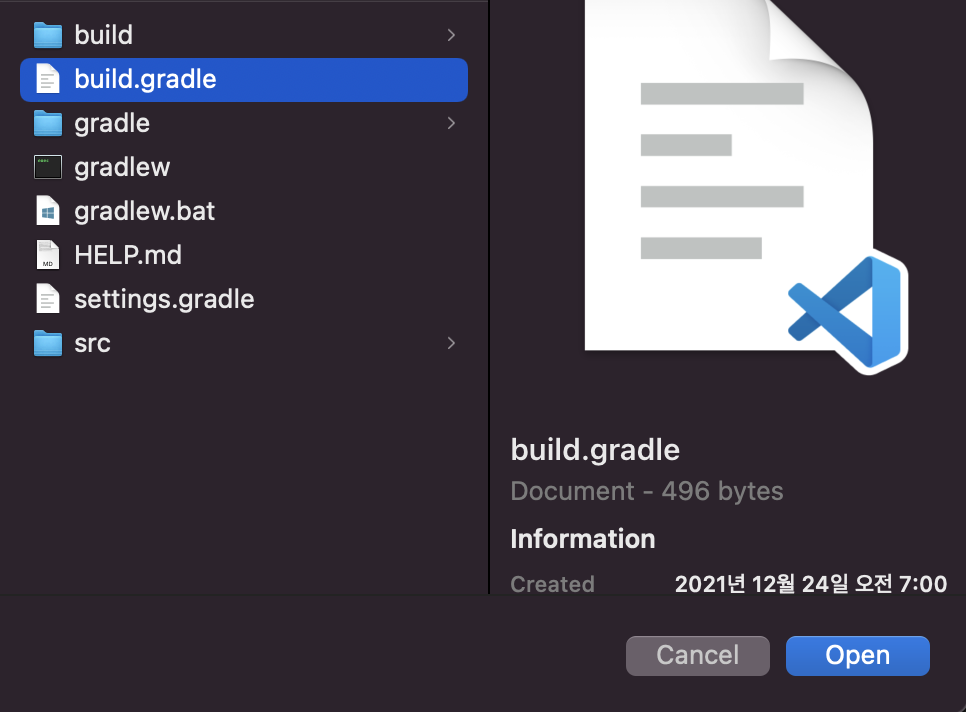 build
build.gradle
gradle
gradlew
gradlew.bat
HELP.md
settings.gradle
src
build.gradle
Document - 496 bytes
Information
Created 2021년 12월 24일 오전 7:00
Cancel Open